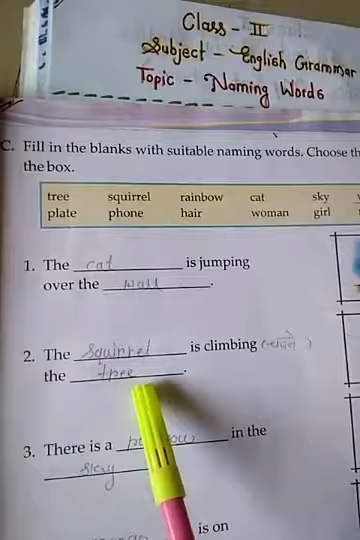 Class - II
Subject - English Grammar
Topic - Naming Words
C. Fill in the blanks with suitable naming words. Choose th
the box.
tree squirrel rainbow cat sky
plate phone hair woman girl
1. The cat is jumping
over the wall.
2. The squirrel is climbing
the tree.
3. There is a in the
sky
is on